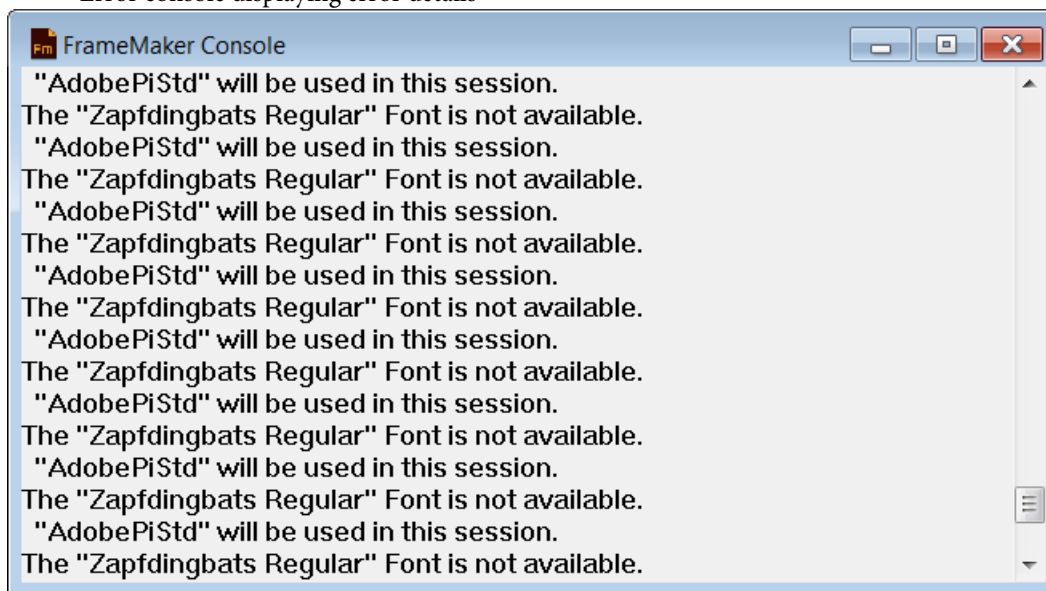 Error console displaying error details
Fm FrameMaker Console
"AdobePiStd" will be used in this session.
The "Zapfdingbats Regular" Font is not available.
"AdobePiStd" will be used in this session.
The "Zapfdingbats Regular" Font is not available.
"AdobePiStd" will be used in this session.
The "Zapfdingbats Regular" Font is not available.
"AdobePiStd" will be used in this session.
The "Zapfdingbats Regular" Font is not available.
"AdobePiStd" will be used in this session.
The "Zapfdingbats Regular" Font is not available.
"AdobePiStd" will be used in this session.
The "Zapfdingbats Regular" Font is not available.
"AdobePiStd" will be used in this session.
The "Zapfdingbats Regular" Font is not available.
"AdobePiStd" will be used in this session.
The "Zapfdingbats Regular" Font is not available.